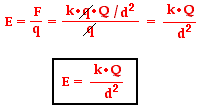 E = F/q = k•q•Q/d² / q = k•Q/d²
E = k•Q/d²